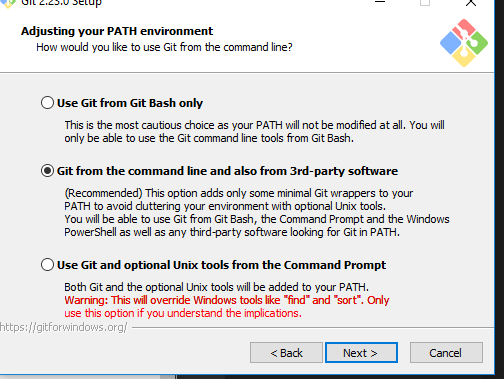 Git 2.23.0 Setup
Adjusting your PATH environment
How would you like to use Git from the command line?
Use Git from Git Bash only
This is the most cautious choice as your PATH will not be modified at all. You will
only be able to use the Git command line tools from Git Bash.
Git from the command line and also from 3rd-party software
(Recommended) This option adds only some minimal Git wrappers to your
PATH to avoid cluttering your environment with optional Unix tools.
You will be able to use Git from Git Bash, the Command Prompt and the Windows
PowerShell as well as any third-party software looking for Git in PATH.
Use Git and optional Unix tools from the Command Prompt
Both Git and the optional Unix tools will be added to your PATH.
Warning: This will override Windows tools like "find" and "sort". Only
use this option if you understand the implications.
https://gitforwindows.org/
< Back Next > Cancel